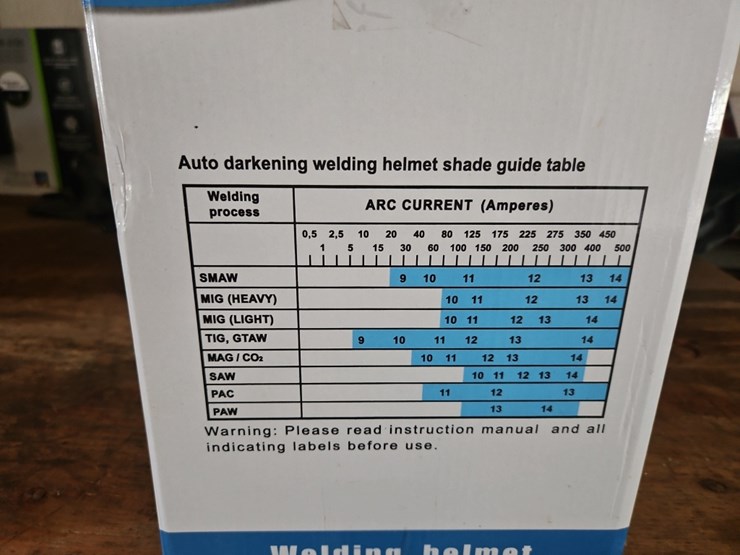 Auto darkening welding helmet shade guide table
Welding process
ARC CURRENT (Amperes)
0,5 2,5 10 20 40 80 125 175 225 275 350 450
1 5 15 30 60 100 150 200 250 300 400 500
SMAW 9 10 11 12 13 14
MIG (HEAVY) 10 11 12 13 14
MIG (LIGHT) 10 11 12 13 14
TIG, GTAW 9 10 11 12 13 14
MAG / CO₂ 10 11 12 13 14
SAW 10 11 12 13 14
PAC 11 12 13
PAW 13 14
Warning: Please read instruction manual and all
indicating labels before use.
Welding helmet